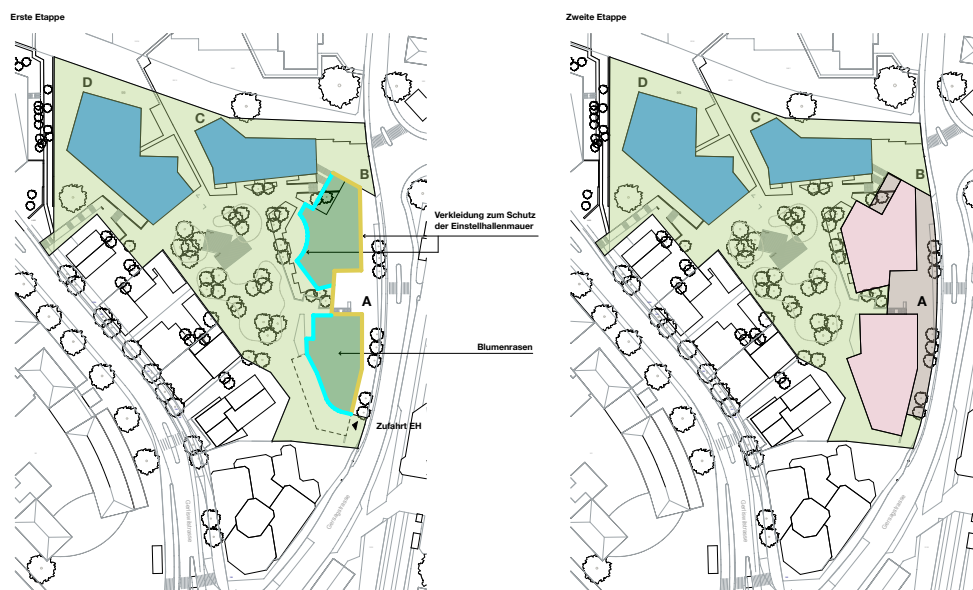 Erste Etappe
D
C
B
A
Verkleidung zum Schutz
der Einstellhallenmauer
Blumenrasen
Zufahrt EH
Zweite Etappe
D
C
B
A